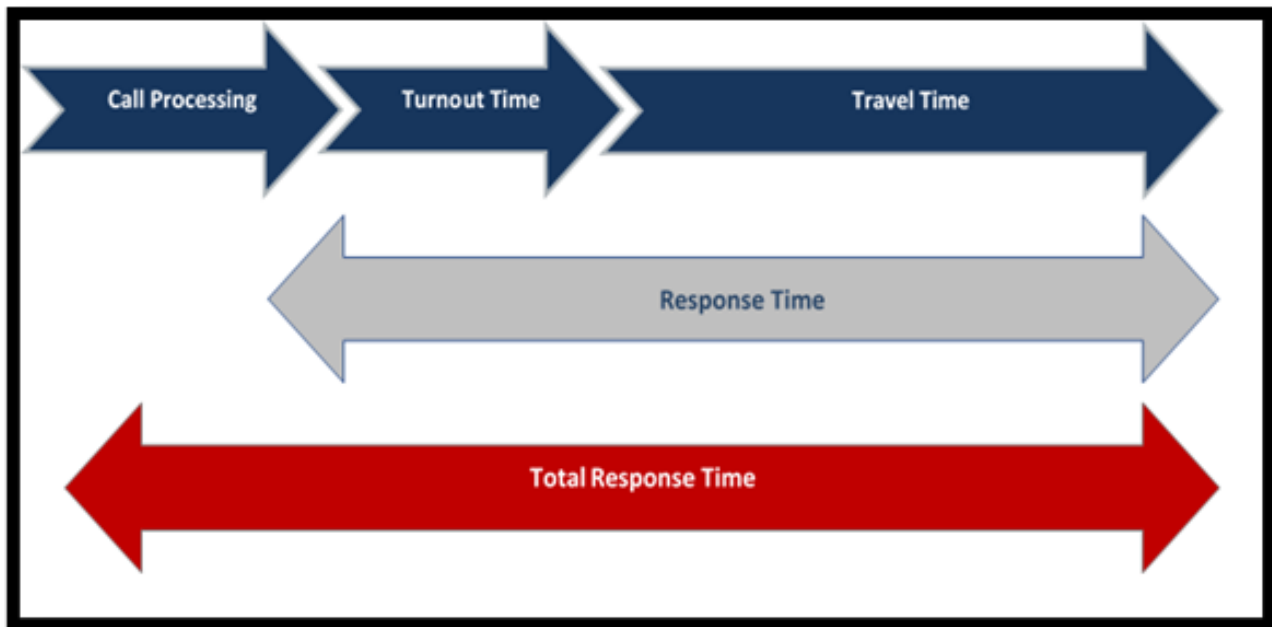 Call Processing
Turnout Time
Travel Time
Response Time
Total Response Time